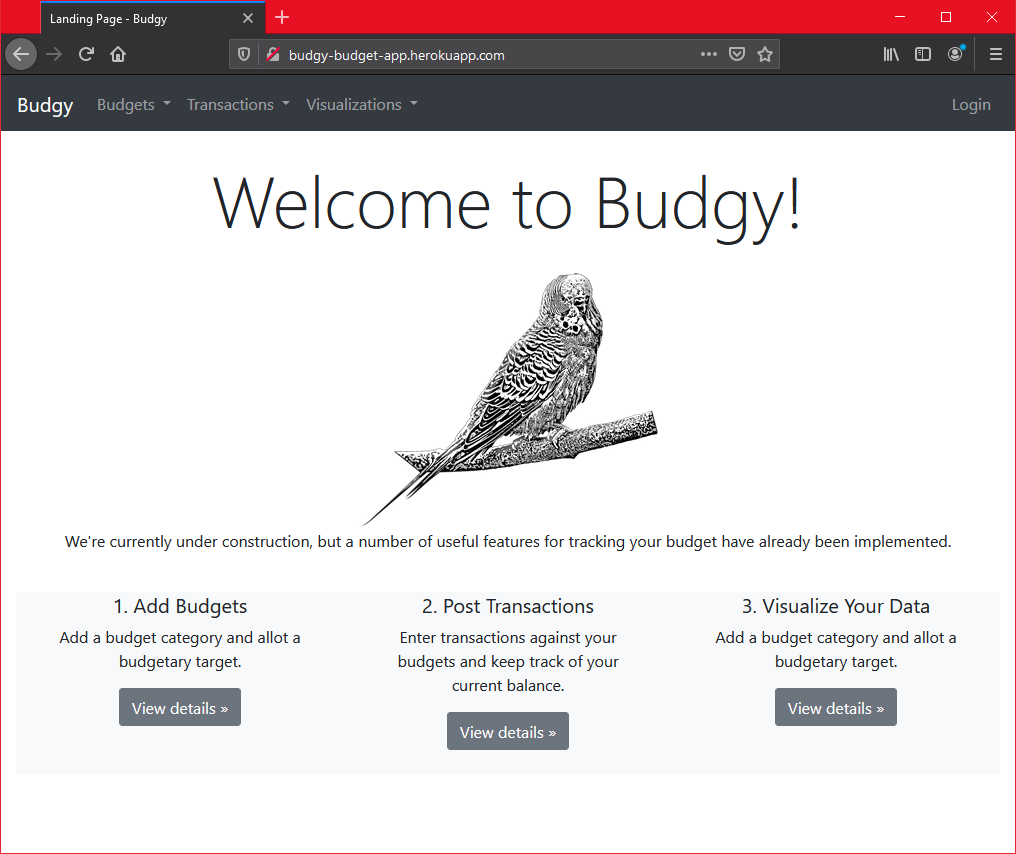 Landing Page - Budgy
budgy-budget-app.herokuapp.com
Budgy Budgets Transactions Visualizations Login
Welcome to Budgy!
We're currently under construction, but a number of useful features for tracking your budget have already been implemented.
1. Add Budgets
Add a budget category and allot a
budgetary target.
View details »
2. Post Transactions
Enter transactions against your
budgets and keep track of your
current balance.
View details »
3. Visualize Your Data
Add a budget category and allot a
budgetary target.
View details »